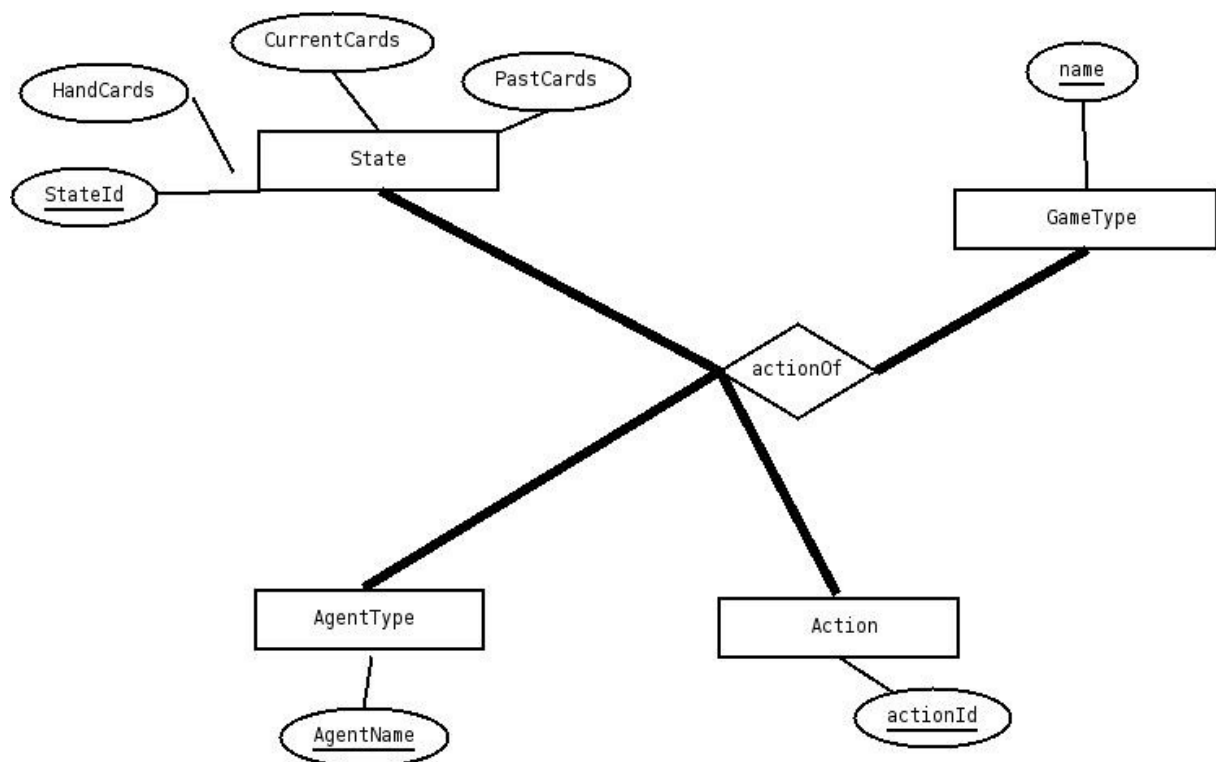 CurrentCards
name
PastCards
HandCards
State
StateId
GameType
actionOf
AgentType
Action
actionId
AgentName